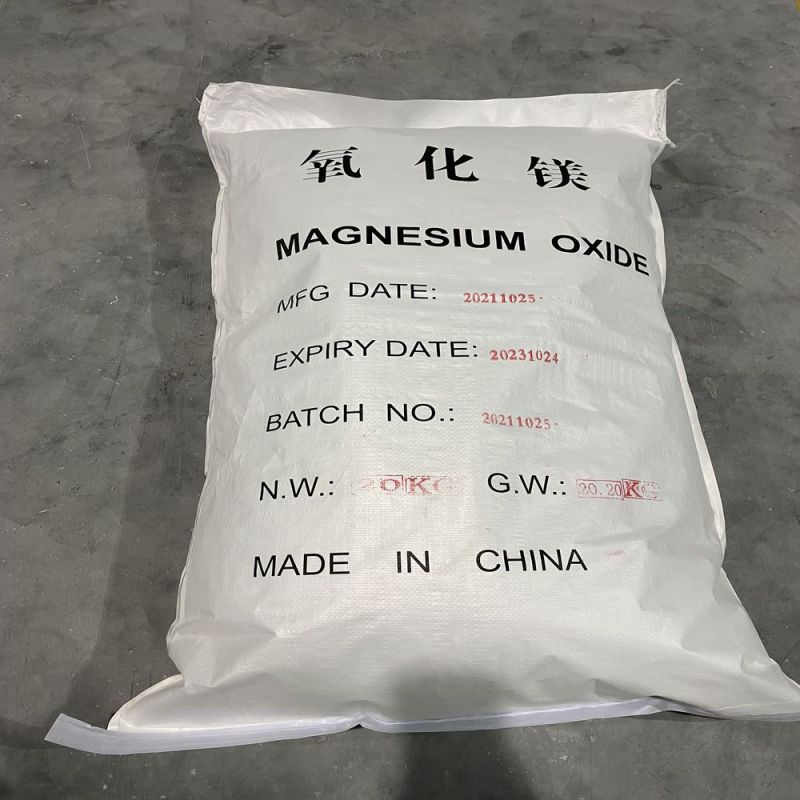 氧化镁
MAGNESIUM OXIDE
MFG DATE: 20211025
EXPIRY DATE: 20231024
BATCH NO.: 20211025
N.W.: 20KG G.W.: 20.20KG
MADE IN CHINA